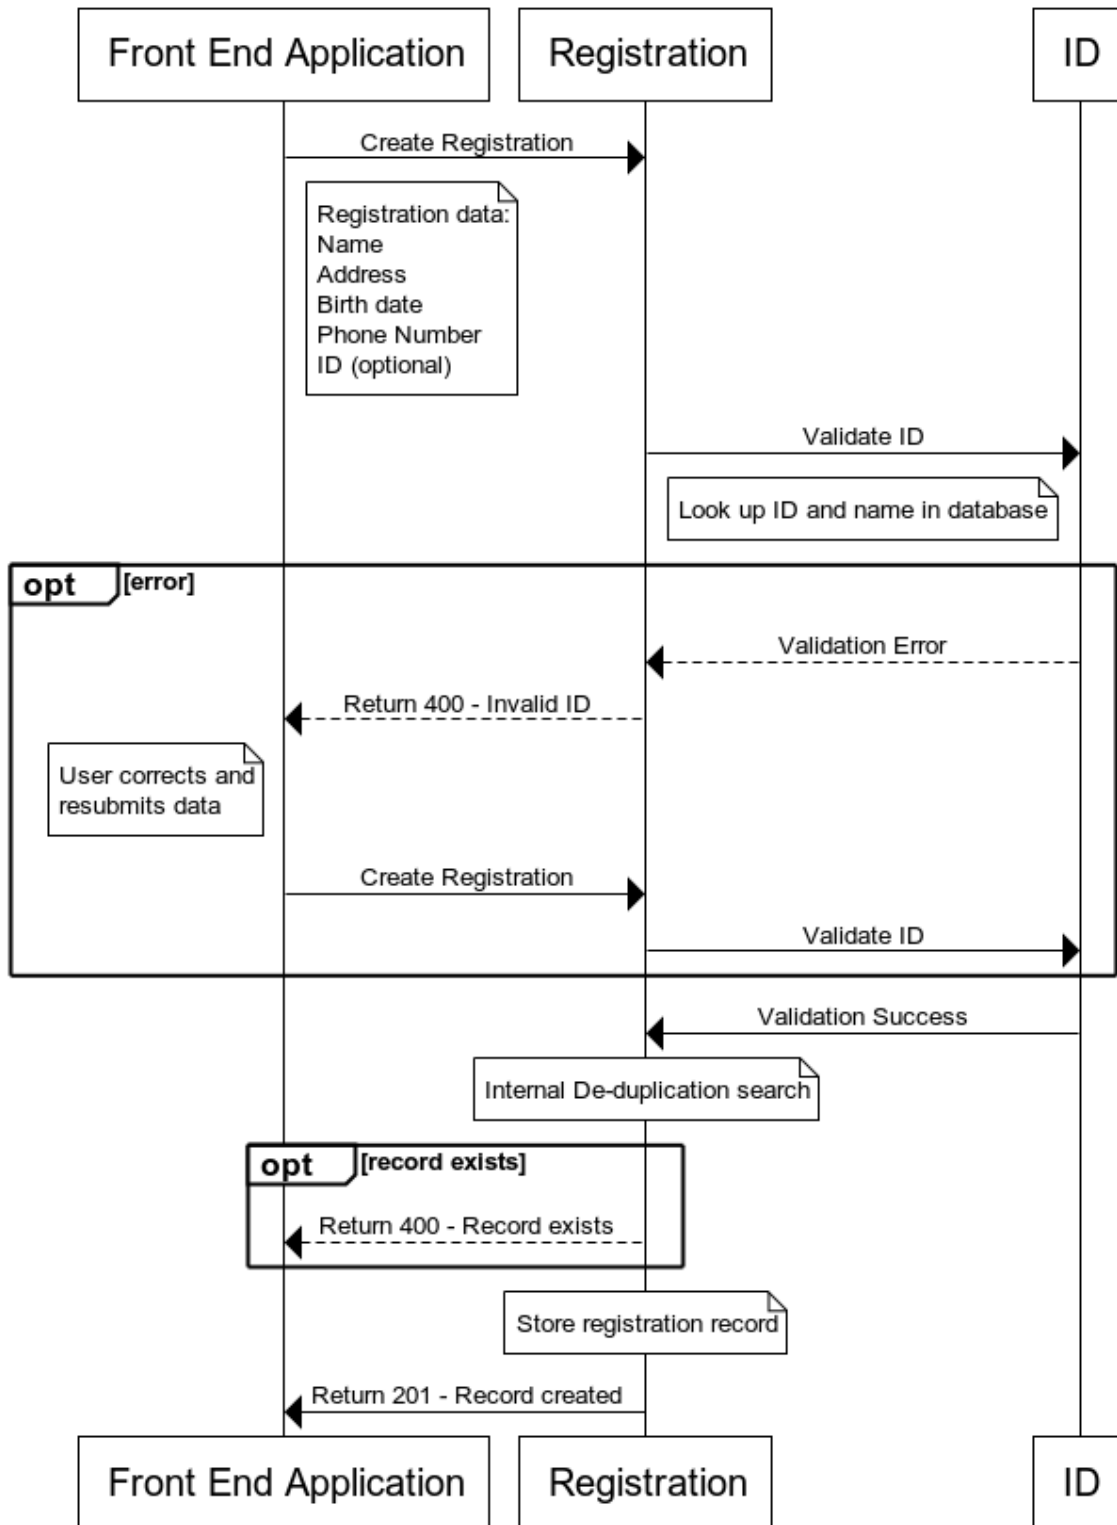 Front End Application
Registration
ID
Create Registration
Registration data:
Name
Address
Birth date
Phone Number
ID (optional)
Validate ID
Look up ID and name in database
opt
[error]
Validation Error
Return 400 - Invalid ID
User corrects and
resubmits data
Create Registration
Validate ID
Validation Success
Internal De-duplication search
opt
[record exists]
Return 400 - Record exists
Store registration record
Return 201 - Record created
Front End Application
Registration
ID